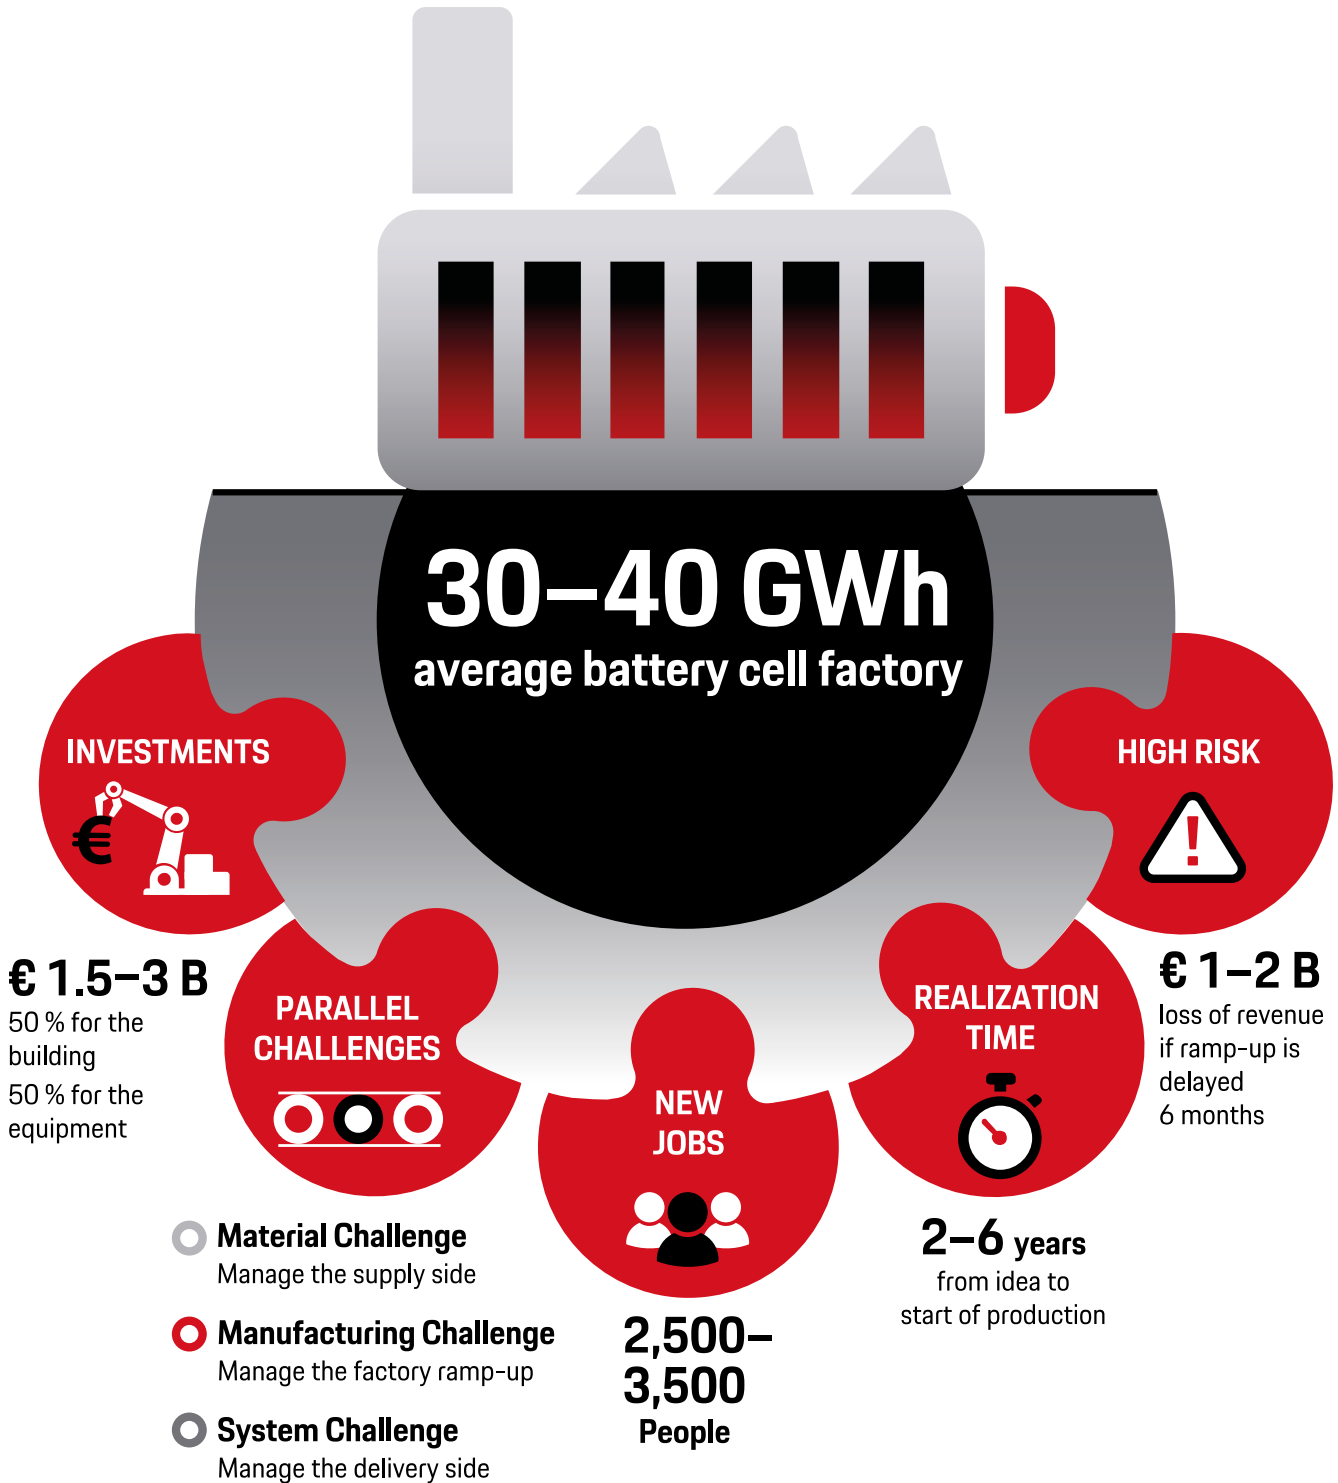 30–40 GWh
average battery cell factory
INVESTMENTS
€
€ 1.5–3 B
50 % for the
building
50 % for the
equipment
PARALLEL
CHALLENGES
Material Challenge
Manage the supply side
Manufacturing Challenge
Manage the factory ramp-up
System Challenge
Manage the delivery side
NEW
JOBS
2,500–
3,500
People
REALIZATION
TIME
2–6 years
from idea to
start of production
HIGH RISK
!
€ 1–2 B
loss of revenue
if ramp-up is
delayed
6 months